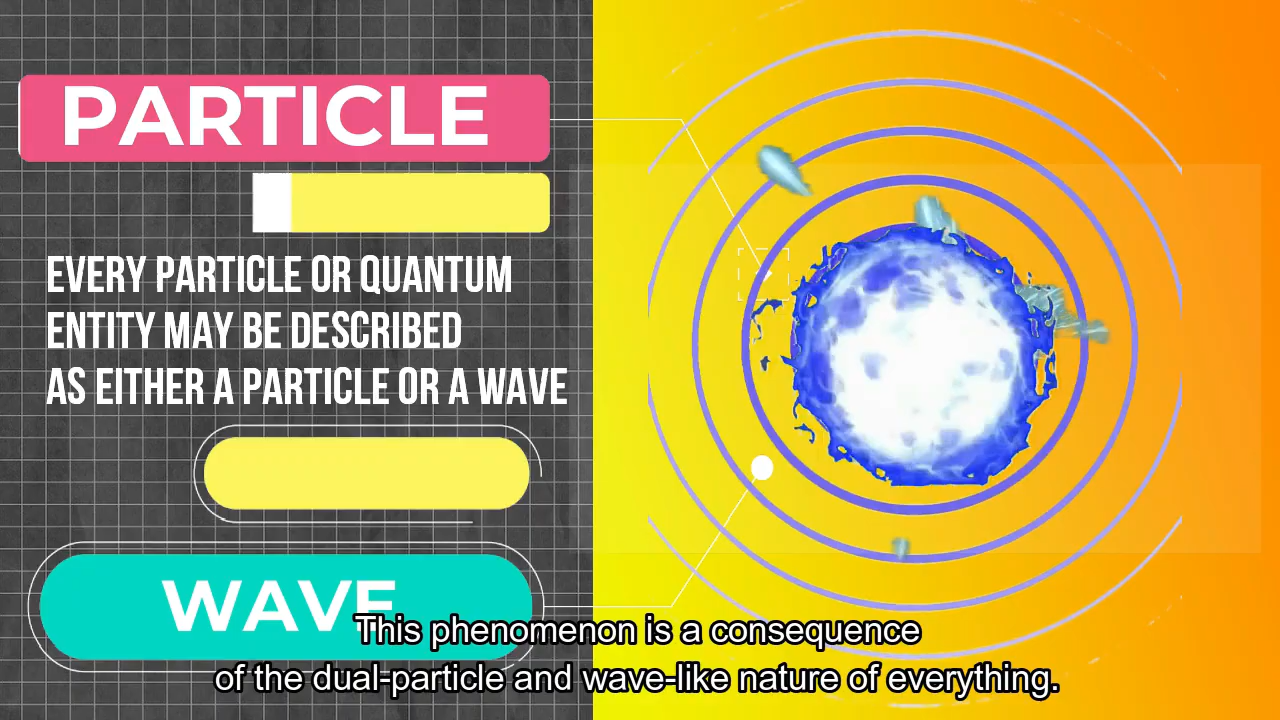 PARTICLE
EVERY PARTICLE OR QUANTUM
ENTITY MAY BE DESCRIBED
AS EITHER A PARTICLE OR A WAVE
WAVE
This phenomenon is a consequence
of the dual-particle and wave-like nature of everything.